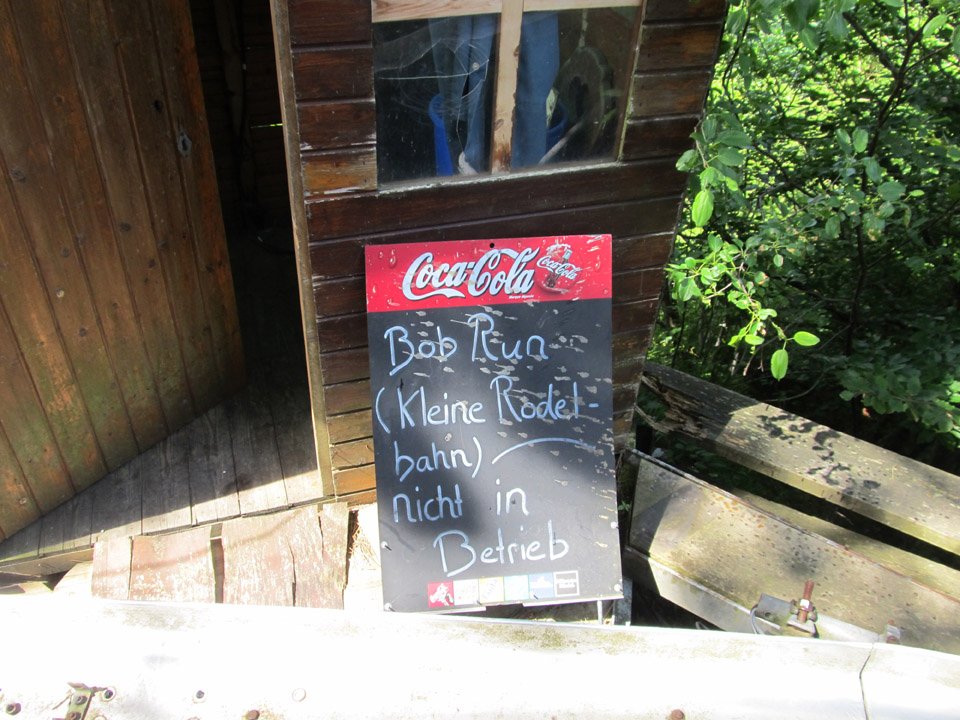 Coca-Cola
Coca-Cola
Bob Run
(Kleine Rodel-
bahn)
nicht in
Betrieb